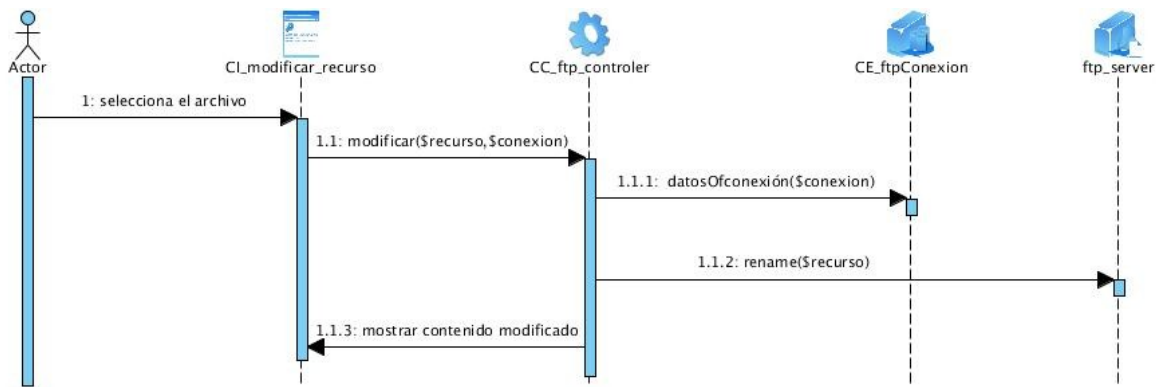 Actor
CI_modificar_recurso
CC_ftp_controler
CE_ftpConexion
ftp_server
1: selecciona el archivo
1.1: modificar($recurso,$conexion)
1.1.1: datosOfconexión($conexion)
1.1.2: rename($recurso)
1.1.3: mostrar contenido modificado